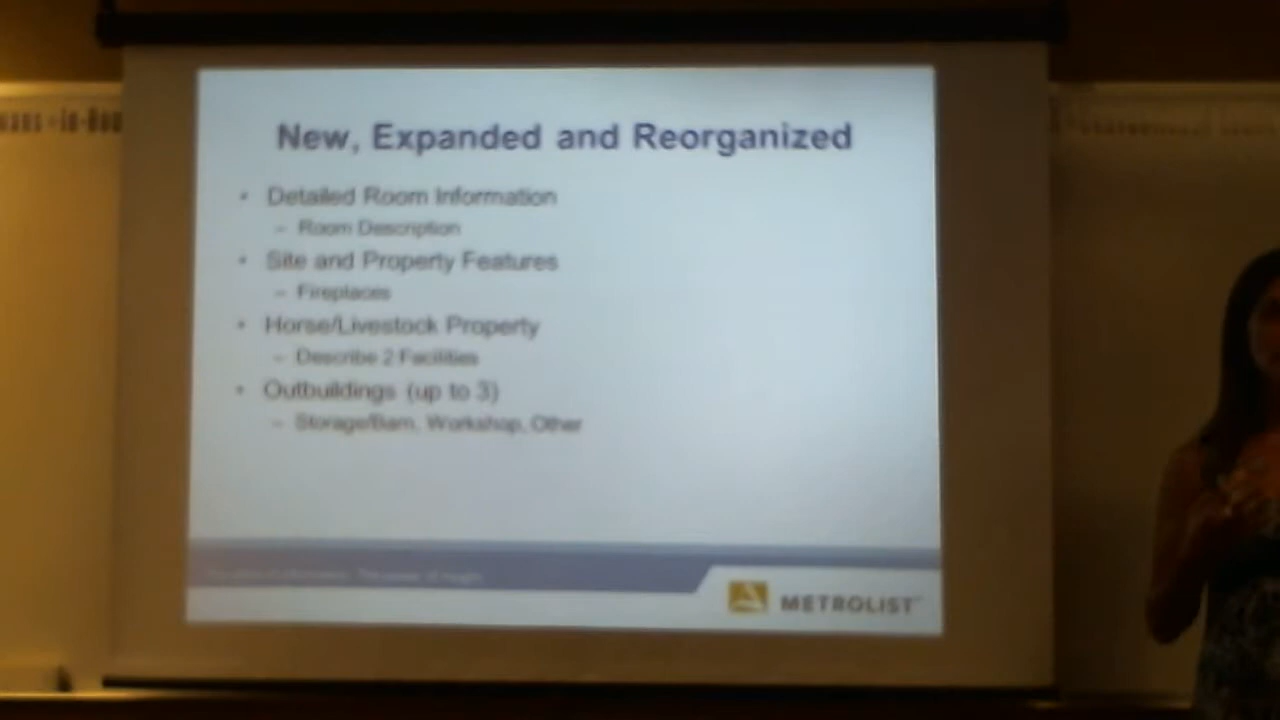 New, Expanded and Reorganized
• Detailed Room Information
– Room Description
• Site and Property Features
– Fireplaces
• Horse/Livestock Property
– Describe 2 Facilities
• Outbuildings (up to 3)
– Storage/Barn, Workshop, Other
METROLIST